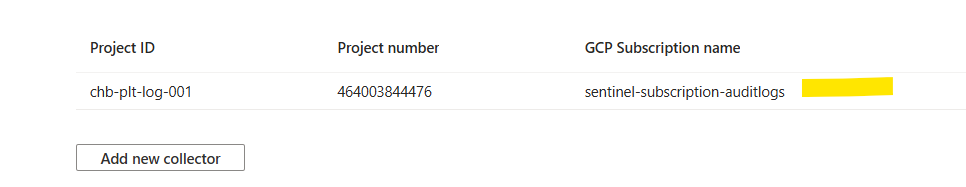 Project ID Project number GCP Subscription name
chb-plt-log-001 464003844476 sentinel-subscription-auditlogs
Add new collector